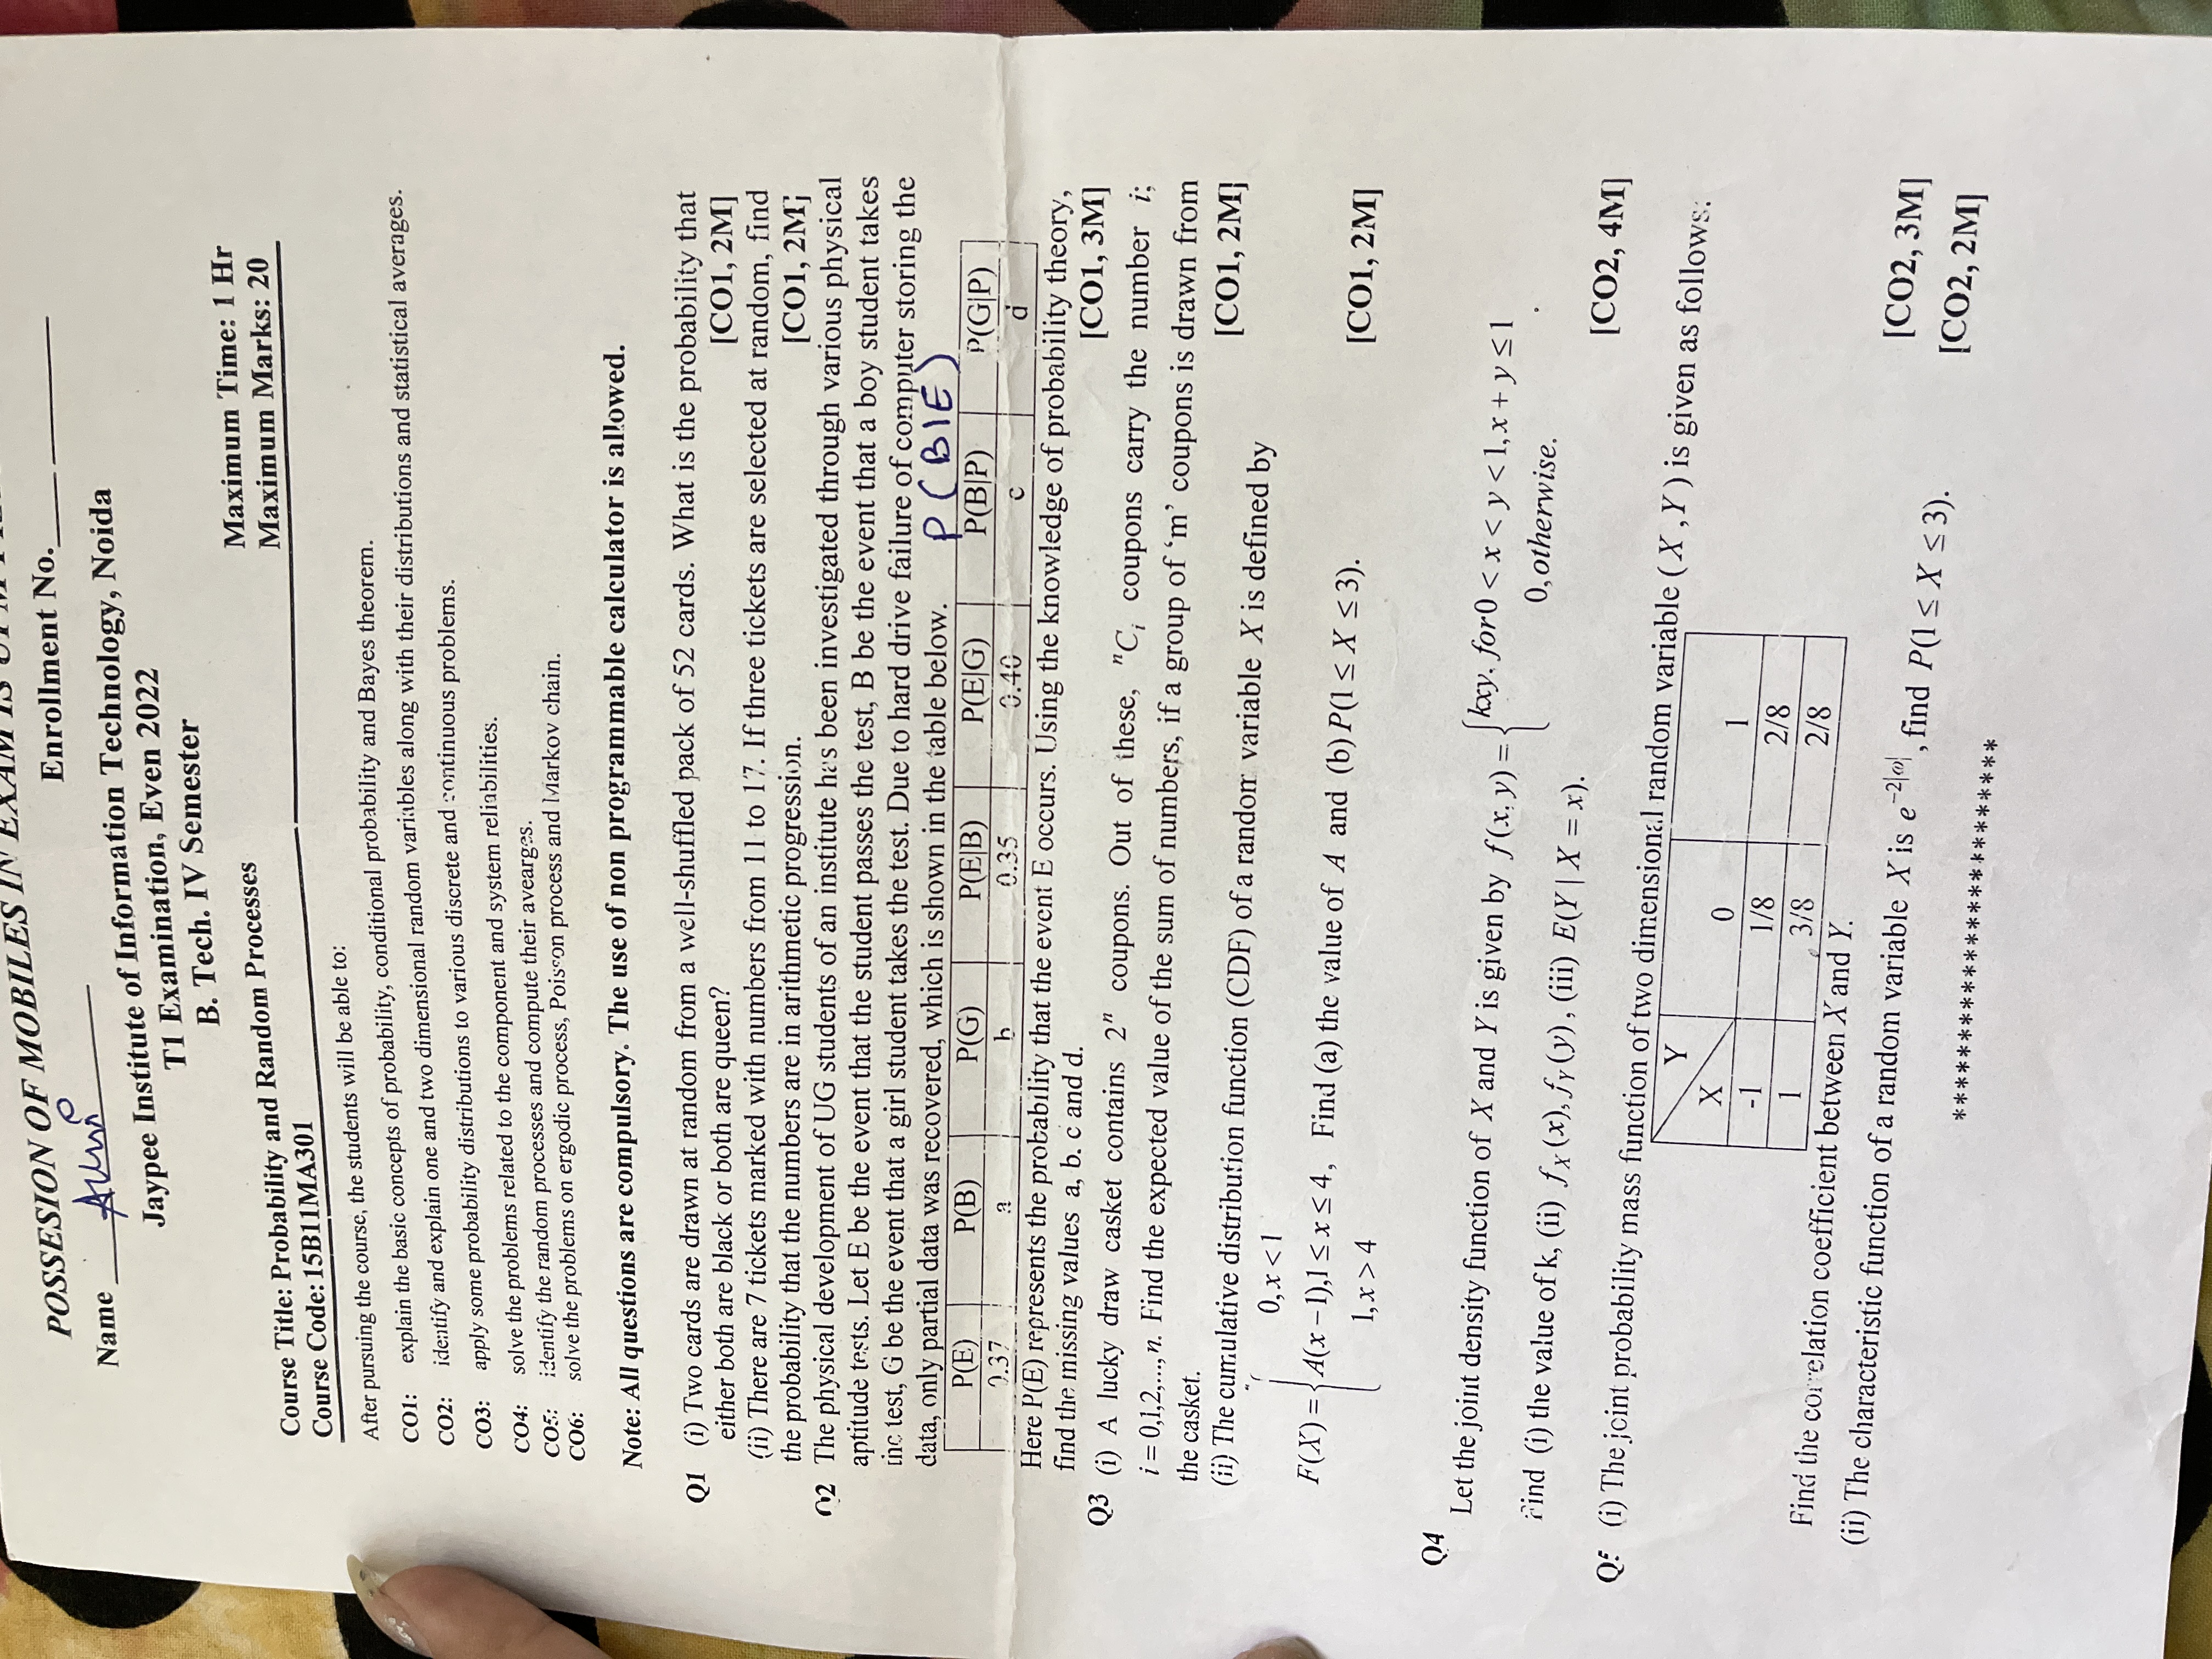 POSSESION OF MOBILES IN EXAM IS
Name Enrollment No.
Jaypee Institute of Information Technology, Noida
T1 Examination, Even 2022
B. Tech. IV Semester
Course Title: Probability and Random Processes Maximum Time: 1 Hr
Course Code: 15B11MA301 Maximum Marks: 20
After pursuing the course, the students will be able to:
CO1: explain the basic concepts of probability, conditional probability and Bayes theorem.
CO2: identify and explain one and two dimensional random variables along with their distributions and statistical averages.
CO3: apply some probability distributions to various discrete and continuous problems.
CO4: solve the problems related to the component and system reliabilities.
CO5: identify the random processes and compute their avearges.
CO6: solve the problems on ergodic process, Poisson process and Markov chain.
Note: All questions are compulsory. The use of non programmable calculator is allowed.
Q1 (i) Two cards are drawn at random from a well-shuffled pack of 52 cards. What is the probability that
either both are black or both are queen? [CO1, 2M]
(ii) There are 7 tickets marked with numbers from 11 to 17. If three tickets are selected at random, find
the probability that the numbers are in arithmetic progression. [CO1, 2M]
Q2 The physical development of UG students of an institute has been investigated through various physical
aptitude tests. Let E be the event that the student passes the test, B be the event that a boy student takes
the test, G be the event that a girl student takes the test. Due to hard drive failure of computer storing the
data, only partial data was recovered, which is shown in the table below. P(B|E)
P(E) P(B) P(G) P(E|B) P(E|G) P(B|P) P(G|P)
0.37 a b 0.35 0.40 c d
Here P(E) represents the probability that the event E occurs. Using the knowledge of probability theory,
find the missing values a, b. c and d. [CO1, 3M]
Q3 (i) A lucky draw casket contains 2ⁿ coupons. Out of these, ⁿCᵢ coupons carry the number i;
i = 0,1,2,..., n. Find the expected value of the sum of numbers, if a group of ‘m’ coupons is drawn from
the casket. [CO1, 2M]
(ii) The cumulative distribution function (CDF) of a random variable X is defined by
0, x < 1
F(X) = { A(x −1),1 ≤ x ≤ 4, Find (a) the value of A and (b) P(1 ≤ X ≤ 3).
1, x > 4 [CO1, 2M]
Q4
Let the joint density function of X and Y is given by f(x, y) = { kxy, for 0 < x < y < 1, x + y ≤ 1
0, otherwise.
Find (i) the value of k, (ii) f_X(x), f_Y(y), (iii) E(Y | X = x). [CO2, 4M]
Q5 (i) The joint probability mass function of two dimensional random variable (X,Y) is given as follows:
Y
X 0 1
-1 1/8 2/8
1 3/8 2/8
Find the correlation coefficient between X and Y. [CO2, 3M]
(ii) The characteristic function of a random variable X is e^{−2|ω|}, find P(1 ≤ X ≤ 3). [CO2, 2M]
************************